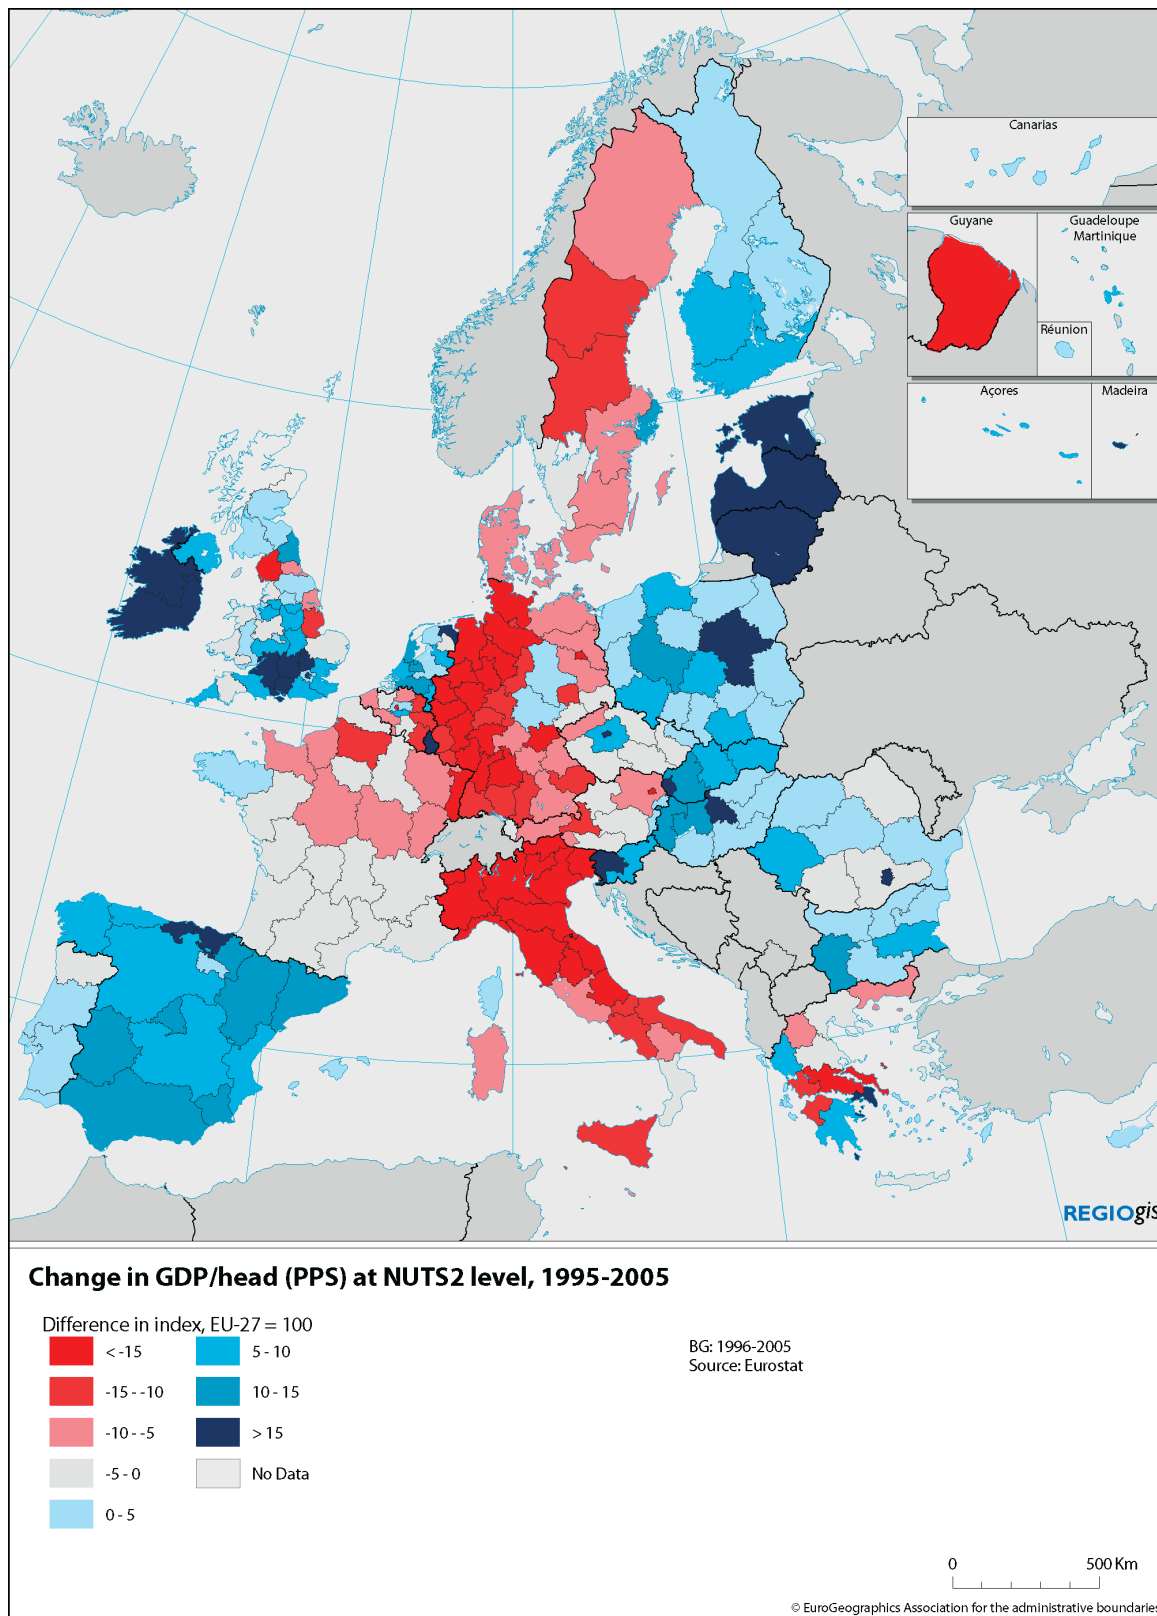 Canarias
Guyane
Guadeloupe
Martinique
Réunion
Açores
Madeira
REGIOgis
Change in GDP/head (PPS) at NUTS2 level, 1995-2005
Difference in index, EU-27 = 100
< -15
-15 - -10
-10 - -5
-5 - 0
0 - 5
5 - 10
10 - 15
> 15
No Data
BG: 1996-2005
Source: Eurostat
0 500 Km
© EuroGeographics Association for the administrative boundaries